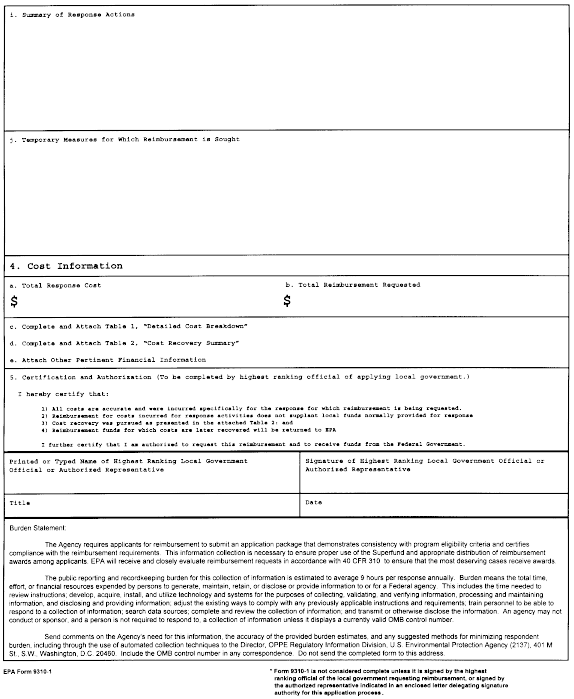 i. Summary of Response Actions
j. Temporary Measures for Which Reimbursement is Sought
4. Cost Information
a. Total Response Cost
b. Total Reimbursement Requested
$
$
c. Complete and Attach Table 1, "Detailed Cost Breakdown"
d. Complete and Attach Table 2, "Cost Recovery Summary"
e. Attach Other Pertinent Financial Information
5. Certification and Authorization (To be completed by highest ranking official of applying local government.)
I hereby certify that:
1) All costs are accurate and were incurred specifically for the response for which reimbursement is being requested.
2) Reimbursement for costs incurred for response activities does not supplant local funds normally provided for response
3) Cost recovery was pursued as presented in the attached Table 2; and
4) Reimbursement funds for which costs are later recovered will be returned to EPA
I further certify that I am authorized to request this reimbursement and to receive funds from the Federal Government.
Printed or Typed Name of Highest Ranking Local Government
Official or Authorized Representative
Signature of Highest Ranking Local Government Official or
Authorized Representative
Title
Date
Burden Statement:
The Agency requires applicants for reimbursement to submit an application package that demonstrates consistency with program eligibility criteria and certifies
compliance with the reimbursement requirements. This information collection is necessary to ensure proper use of the Superfund and appropriate distribution of reimbursement
awards among applicants. EPA will receive and closely evaluate reimbursement requests in accordance with 40 CFR 310 to ensure that the most deserving cases receive awards.
The public reporting and recordkeeping burden for this collection of information is estimated to average 9 hours per response annually. Burden means the total time,
effort, or financial resources expended by persons to generate, maintain, retain, or disclose or provide information to or for a Federal agency. This includes the time needed to
review instructions; develop, acquire, install, and utilize technology and systems for the purposes of collecting, validating, and verifying information, processing and maintaining
information, and disclosing and providing information; adjust the existing ways to comply with any previously applicable instructions and requirements; train personnel to be able to
respond to a collection of information; search data sources; complete and review the collection of information; and transmit or otherwise disclose the information. An agency may not
conduct or sponsor, and a person is not required to respond to, a collection of information unless it displays a currently valid OMB control number.
Send comments on the Agency's need for this information, the accuracy of the provided burden estimates, and any suggested methods for minimizing respondent
burden, including through the use of automated collection techniques to the Director, OPPE Regulatory Information Division, U.S. Environmental Protection Agency (2137), 401 M
St., S.W., Washington, D.C. 20460. Include the OMB control number in any correspondence. Do not send the completed form to this address.
EPA Form 9310-1
* Form 9310-1 is not considered complete unless it is signed by the highest
ranking official of the local government requesting reimbursement, or signed by
the authorized representative indicated in an enclosed letter delegating signature
authority for this application process.